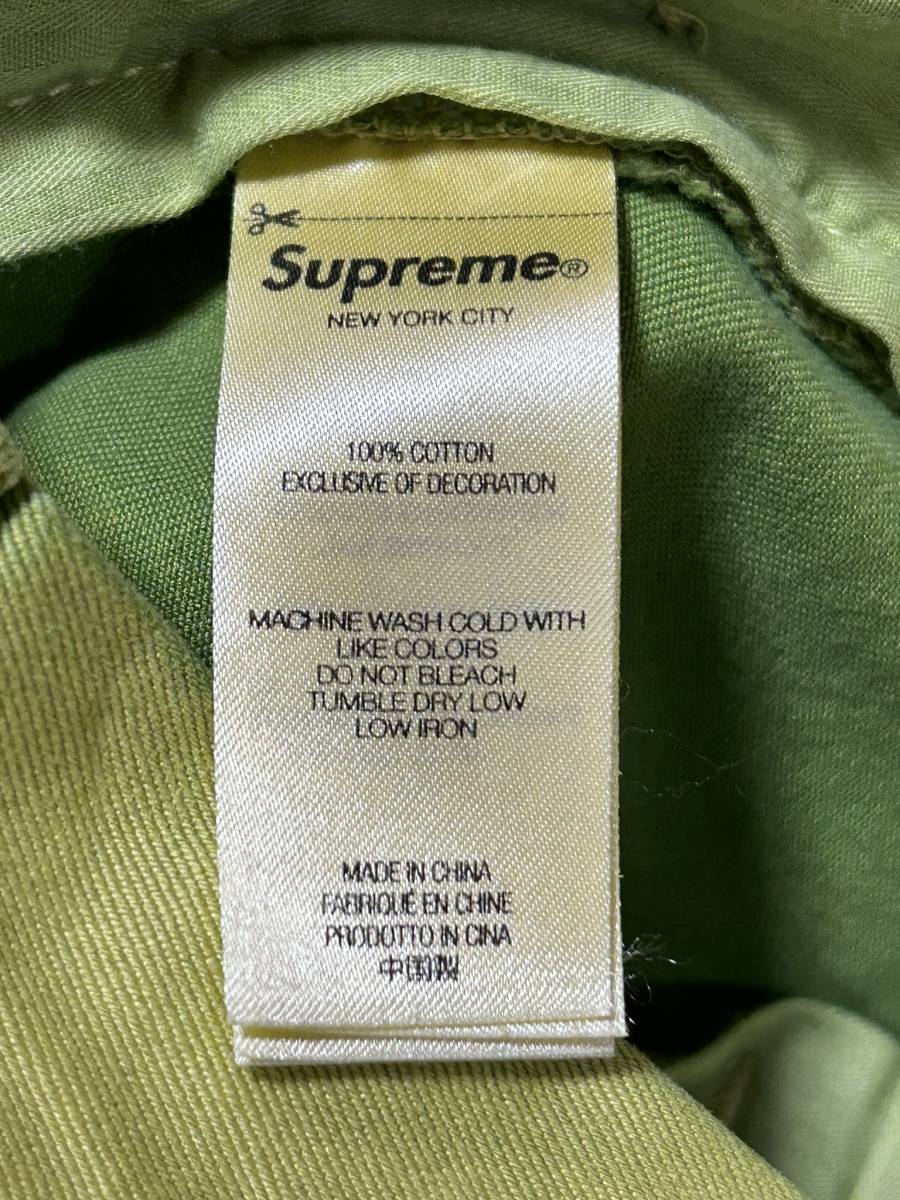 Supreme®
NEW YORK CITY
100% COTTON
EXCLUSIVE OF DECORATION
MACHINE WASH COLD WITH
LIKE COLORS
DO NOT BLEACH
TUMBLE DRY LOW
LOW IRON
MADE IN CHINA
FABRIQUÉ EN CHINE
PRODOTTO IN CINA
中国製